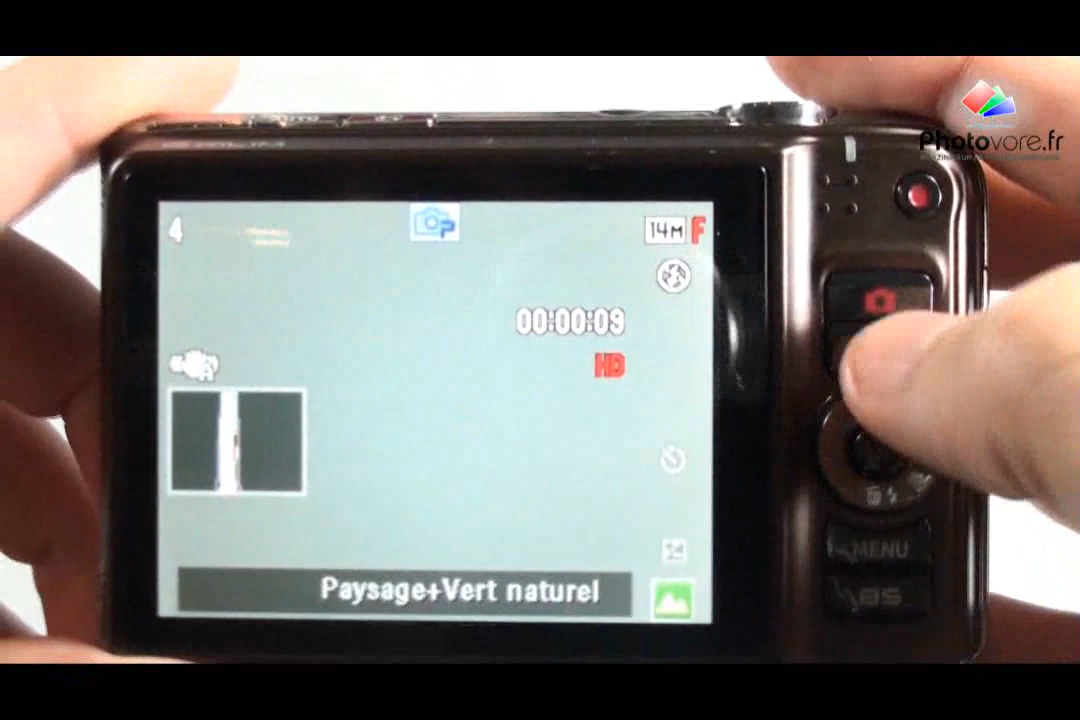 Photovore.fr
4
P
14M F
00:00:09
HD
Paysage+Vert naturel
MENU
BS